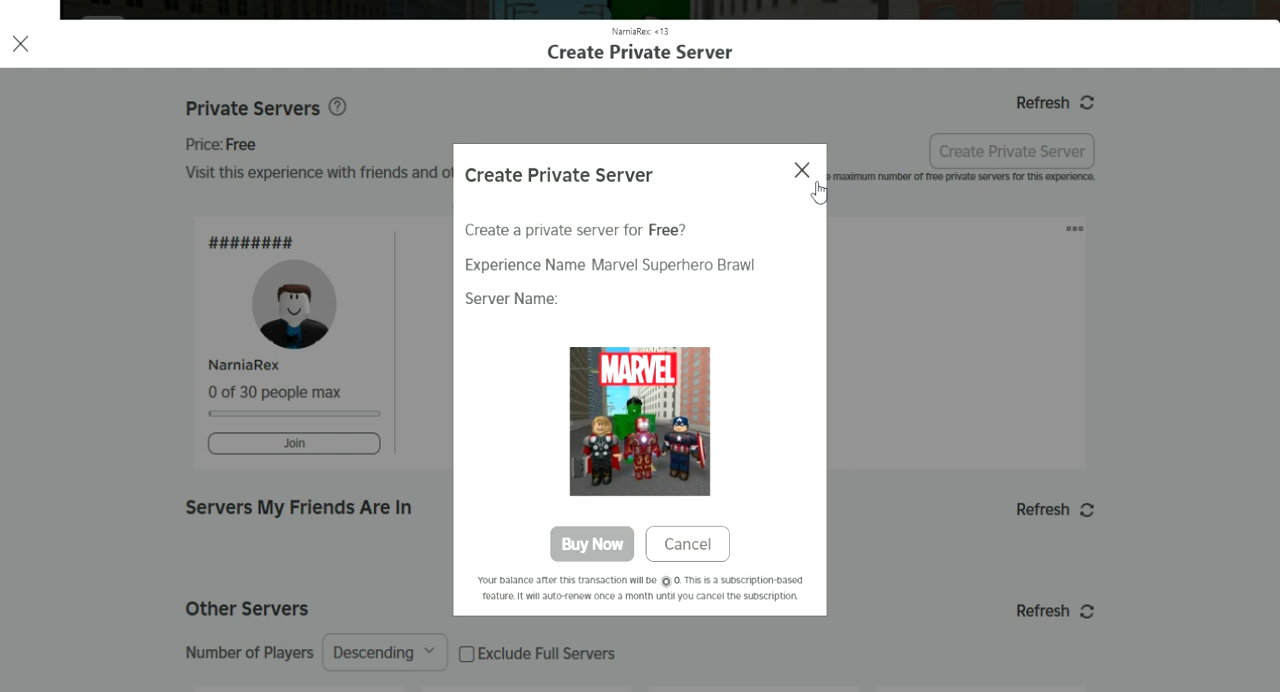 NarniaRex: <13
Create Private Server
Private Servers
Refresh
Price: Free
Create Private Server
Visit this experience with friends and ot
e maximum number of free private servers for this experience.
########
NarniaRex
0 of 30 people max
Join
Create Private Server
Create a private server for Free?
Experience Name Marvel Superhero Brawl
Server Name:
MARVEL
Buy Now Cancel
Your balance after this transaction will be 0. This is a subscription-based
feature. It will auto-renew once a month until you cancel the subscription.
Servers My Friends Are In
Refresh
Other Servers
Refresh
Number of Players Descending Exclude Full Servers